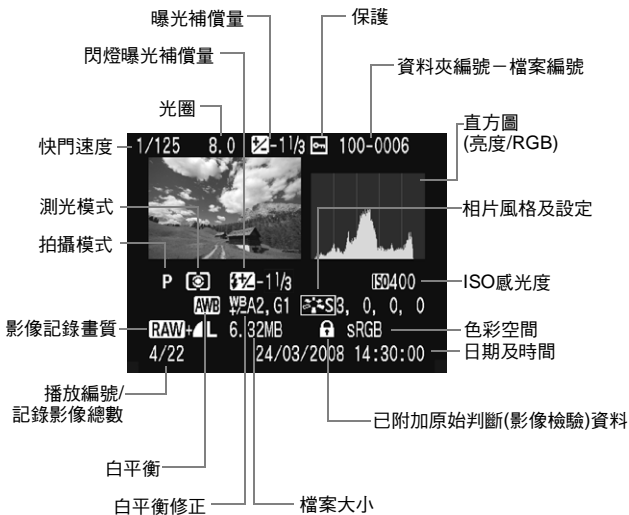 曝光補償量
保護
閃燈曝光補償量
資料夾編號－檔案編號
光圈
直方圖
(亮度/RGB)
快門速度
1/125 8.0 -1 1/3 100-0006
測光模式
相片風格及設定
拍攝模式
P -1 1/3 ISO 400
ISO感光度
AWB WB A2, G1 S 3, 0, 0, 0
影像記錄畫質
RAW+ L 6.32MB sRGB
色彩空間
4/22 24/03/2008 14:30:00
日期及時間
播放編號/
記錄影像總數
已附加原始判斷(影像檢驗)資料
白平衡
白平衡修正
檔案大小